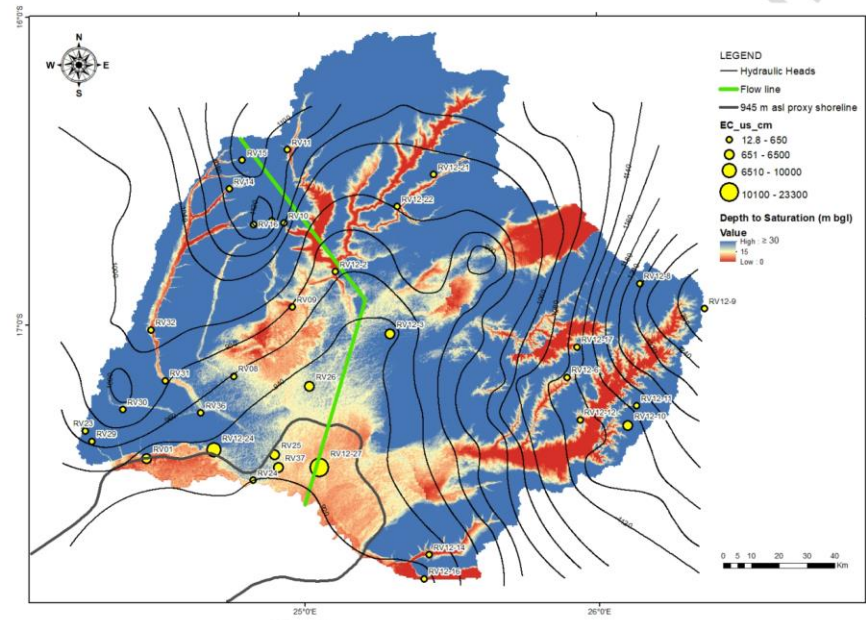 16°0'S
17°0'S
25°0'E
26°0'E
N
W
E
S
LEGEND
Hydraulic Heads
Flow line
945 m asl proxy shoreline
EC_us_cm
12.8 - 650
651 - 6500
6510 - 10000
10100 - 23300
Depth to Saturation (m bgl)
Value
High : ≥ 30
15
Low : 0
RV11
RV15
RV14
RV12-21
RV12-22
RV16
RV10
RV12-2
RV12-8
RV12-9
RV09
RV32
RV12-3
RV12-17
RV31
RV08
RV26
RV12-6
RV30
RV36
RV12-11
RV12-12
RV12-10
RV23
RV29
RV12-24
RV01
RV25
RV37
RV12-27
RV24
RV12-14
RV12-16
0 5 10 20 30 40
Km